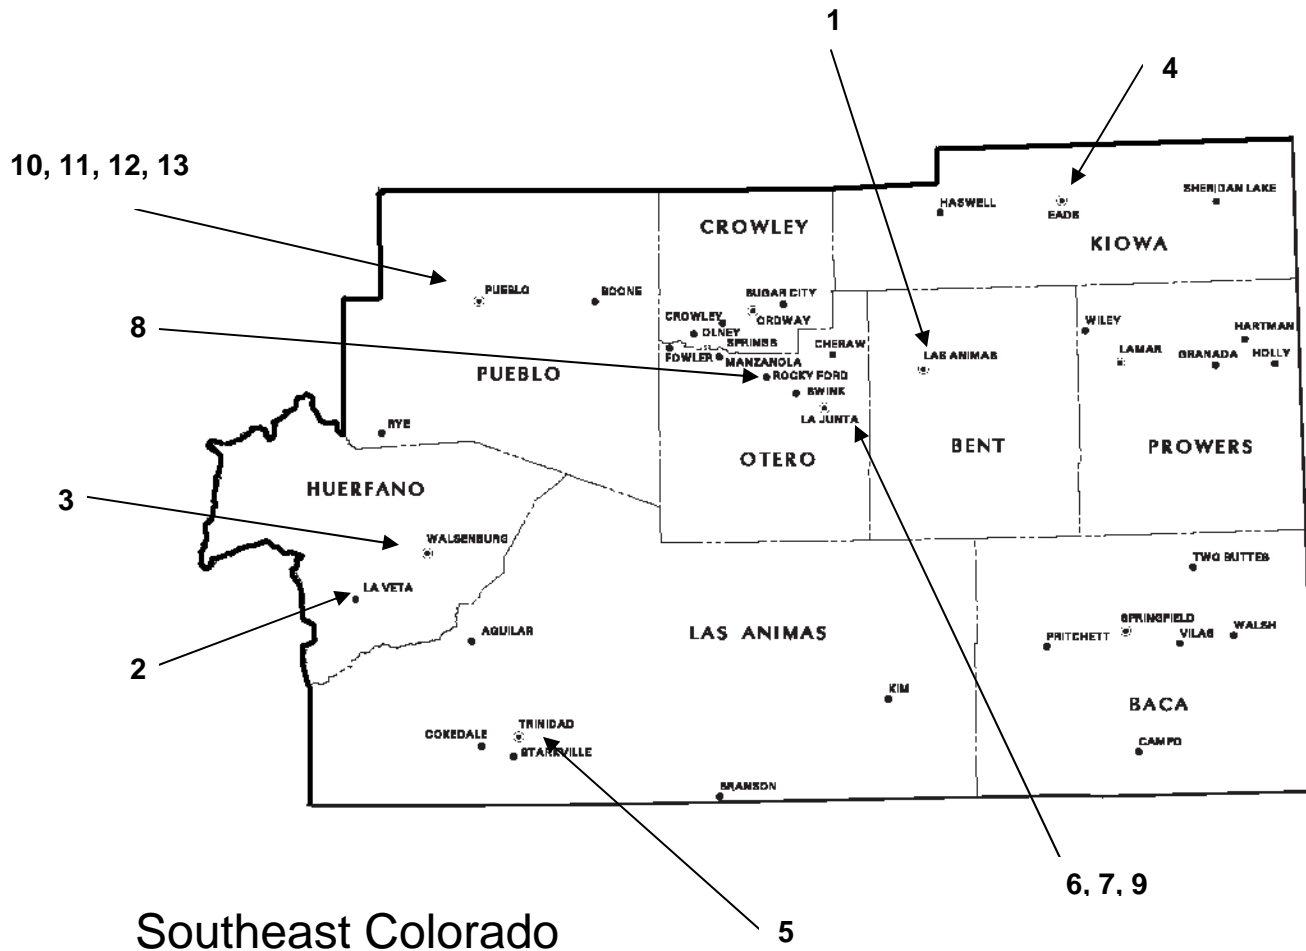 1
4
10, 11, 12, 13
SHERIDAN LAKE
HASWELL
EADS
CROWLEY
KIOWA
PUEBLO
BOONE
SUGAR CITY
ORDWAY
CROWLEY
OLNEY
SPRINGS
8
FOWLER
MANZANOLA
CHERAW
WILEY
HARTMAN
LAS ANIMAS
LAMAR
GRANADA
HOLLY
PUEBLO
ROCKY FORD
SWINK
LA JUNTA
RYE
OTERO
BENT
PROWERS
HUERFANO
3
WALSENBURG
TWO BUTTES
LA VETA
LAS ANIMAS
AGUILAR
SPRINGFIELD
PRITCHETT
VILAS
WALSH
2
KIM
BACA
TRINIDAD
COKEDALE
STARKVILLE
CAMPO
BRANSON
6, 7, 9
Southeast Colorado
5